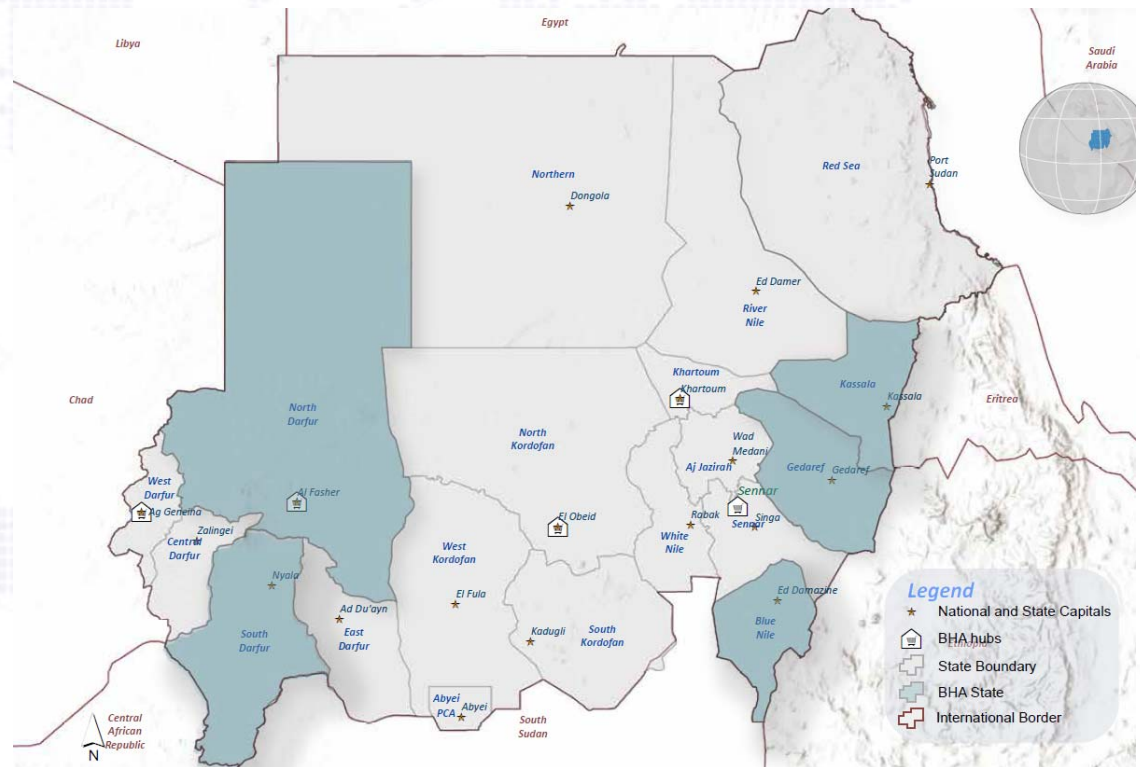 Egypt
Libya
Saudi
Arabia
Port
Sudan
Red Sea
Northern
Dongola
Ed Damer
River
Nile
Khartoum
Khartoum
Kassala
Kassala
Eritrea
Chad
North
Darfur
North
Kordofan
Wad
Medani
Aj Jazirah
Gedaref
Gedaref
West
Darfur
Ag Geneina
Al Fasher
Sennar
Sennar
Singa
El Obeid
Rabak
White
Nile
Zalingei
Central
Darfur
West
Kordofan
Nyala
El Fula
Ed Damazine
Blue
Nile
Ad Du'ayn
East
Darfur
South
Darfur
Kadugli
South
Kordofan
Abyei
PCA
Abyei
South
Sudan
Central
African
Republic
N
Legend
National and State Capitals
BHA hubs
Ethiopia
State Boundary
BHA State
International Border